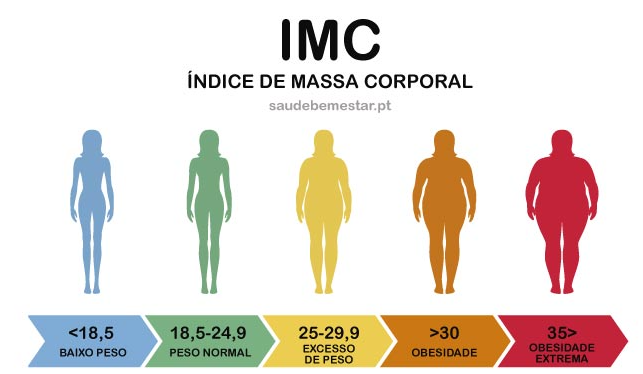 IMC
ÍNDICE DE MASSA CORPORAL
saudebemestar.pt
<18,5
BAIXO PESO
18,5-24,9
PESO NORMAL
25-29,9
EXCESSO
DE PESO
>30
OBESIDADE
35>
OBESIDADE
EXTREMA